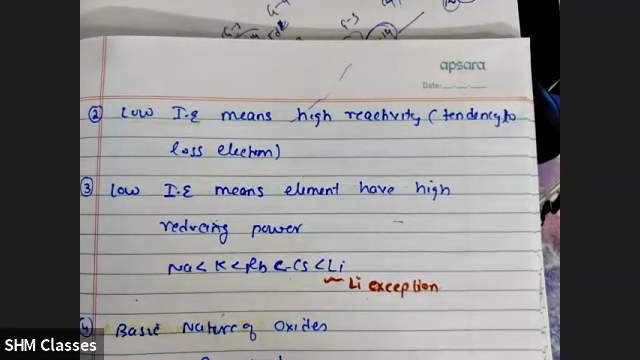 apsara
Date:
② Low I.E means high reactivity (tendency to
loss electron)
③ Low I.E means element have high
reducing power
Na < K < Rb < Cs < Li
Li exception
④ Basic Nature of Oxides
SHM Classes